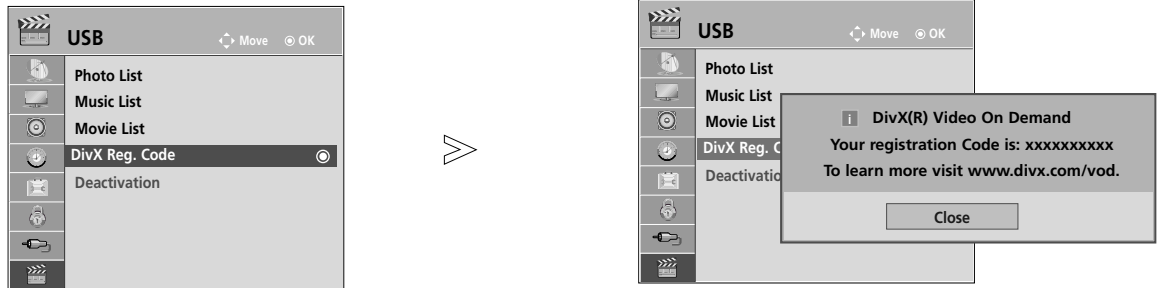 USB
Move
OK
Photo List
Music List
Movie List
DivX Reg. Code
Deactivation
USB
Move
OK
Photo List
Music List
Movie List
DivX Reg. C
Deactivatio
i DivX(R) Video On Demand
Your registration Code is: xxxxxxxxxx
To learn more visit www.divx.com/vod.
Close